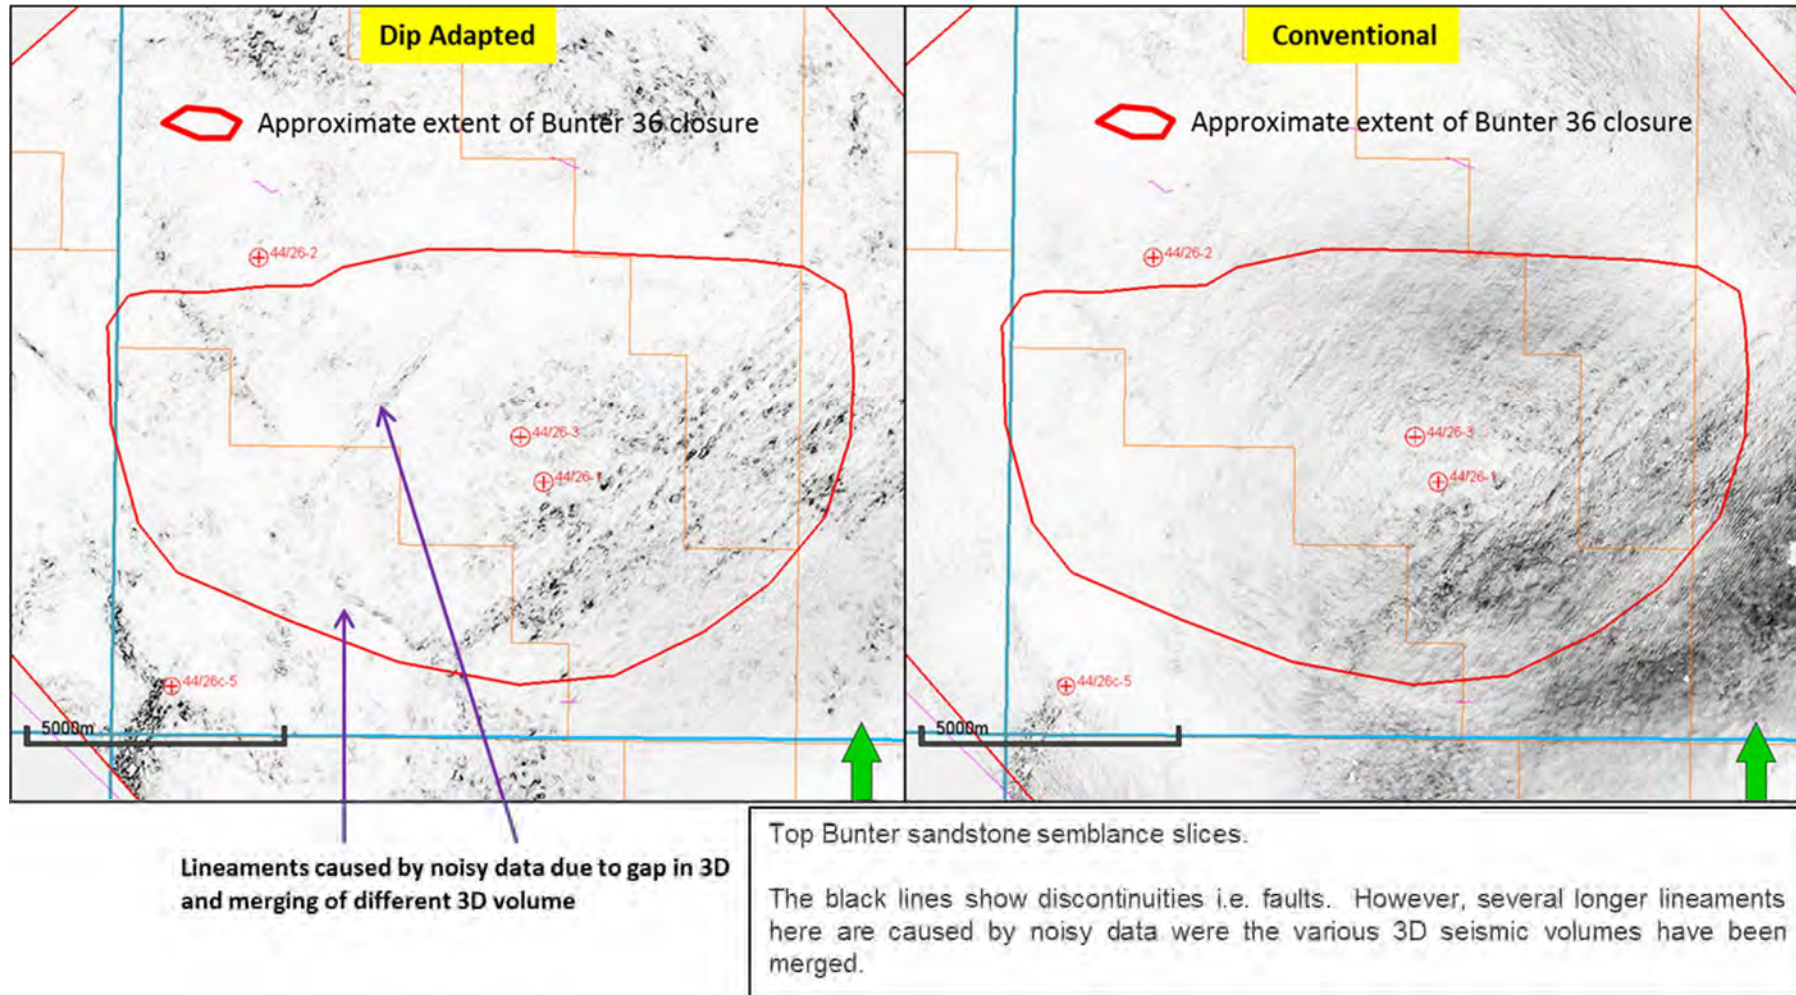 Dip Adapted
Approximate extent of Bunter 36 closure
44/26-2
44/26-3
44/26-1
44/26c-5
5000m
Conventional
Approximate extent of Bunter 36 closure
44/26-2
44/26-3
44/26-1
44/26c-5
5000m
Lineaments caused by noisy data due to gap in 3D
and merging of different 3D volume
Top Bunter sandstone semblance slices.
The black lines show discontinuities i.e. faults. However, several longer lineaments
here are caused by noisy data were the various 3D seismic volumes have been
merged.